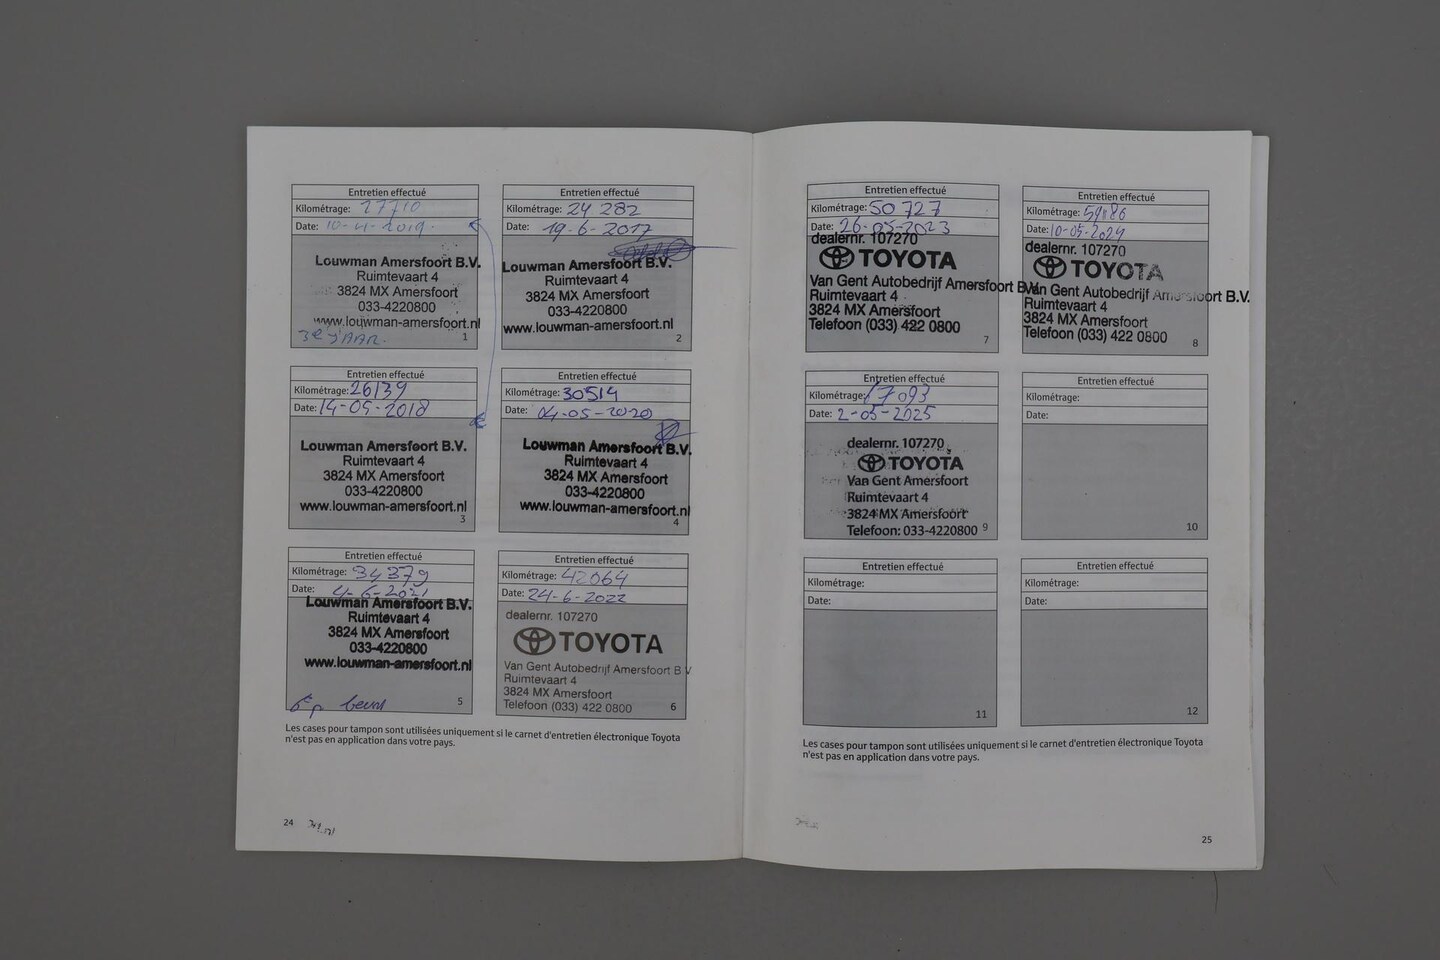 Entretien effectué
Kilométrage: 27710
Date: 10-4-2019.
Louwman Amersfoort B.V.
Ruimtevaart 4
3824 MX Amersfoort
033-4220800
www.louwman-amersfoort.nl
3e JAAR.
1
Entretien effectué
Kilométrage: 24 282
Date: 19-6-2017
Louwman Amersfoort B.V.
Ruimtevaart 4
3824 MX Amersfoort
033-4220800
www.louwman-amersfoort.nl
2
Entretien effectué
Kilométrage: 26139
Date: 14-05-2018
Louwman Amersfoort B.V.
Ruimtevaart 4
3824 MX Amersfoort
033-4220800
www.louwman-amersfoort.nl
3
Entretien effectué
Kilométrage: 30514
Date: 04-05-2020
Louwman Amersfoort B.V.
Ruimtevaart 4
3824 MX Amersfoort
033-4220800
www.louwman-amersfoort.nl
4
Entretien effectué
Kilométrage: 34379
Date: 4-6-2021
Louwman Amersfoort B.V.
Ruimtevaart 4
3824 MX Amersfoort
033-4220800
www.louwman-amersfoort.nl
5
Entretien effectué
Kilométrage: 42064
Date: 24-6-2022
dealernr. 107270
TOYOTA
Van Gent Autobedrijf Amersfoort B V
Ruimtevaart 4
3824 MX Amersfoort
Telefoon (033) 422 0800
6
Les cases pour tampon sont utilisées uniquement si le carnet d'entretien électronique Toyota
n'est pas en application dans votre pays.
24
Entretien effectué
Kilométrage: 50 727
Date: 26-05-2023
dealernr. 107270
TOYOTA
Van Gent Autobedrijf Amersfoort B.V.
Ruimtevaart 4
3824 MX Amersfoort
Telefoon (033) 422 0800
7
Entretien effectué
Kilométrage: 59186
Date: 10-05-2024
dealernr. 107270
TOYOTA
Van Gent Autobedrijf Amersfoort B.V.
Ruimtevaart 4
3824 MX Amersfoort
Telefoon (033) 422 0800
8
Entretien effectué
Kilométrage: 17093
Date: 2-05-2025
dealernr. 107270
TOYOTA
Van Gent Amersfoort
Ruimtevaart 4
3824 MX Amersfoort
Telefoon: 033-4220800
9
Entretien effectué
Kilométrage:
Date:
10
Entretien effectué
Kilométrage:
Date:
11
Entretien effectué
Kilométrage:
Date:
12
Les cases pour tampon sont utilisées uniquement si le carnet d'entretien électronique Toyota
n'est pas en application dans votre pays.
25